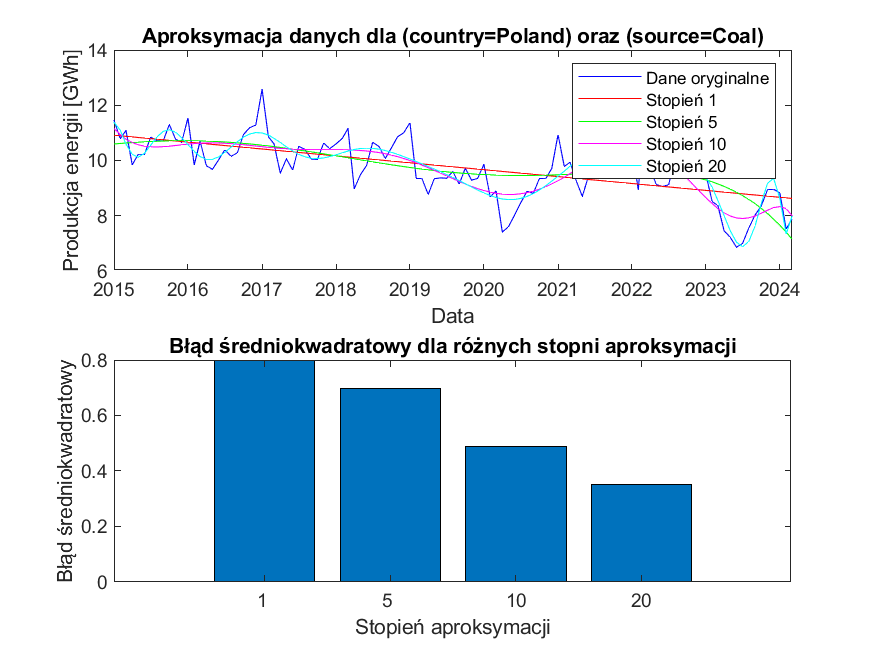 Aproksymacja danych dla (country=Poland) oraz (source=Coal)
Produkcja energii [GWh]
14
12
10
8
6
Dane oryginalne
Stopień 1
Stopień 5
Stopień 10
Stopień 20
2015 2016 2017 2018 2019 2020 2021 2022 2023 2024
Data
Błąd średniokwadratowy dla różnych stopni aproksymacji
Błąd średniokwadratowy
0.8
0.6
0.4
0.2
0
1 5 10 20
Stopień aproksymacji